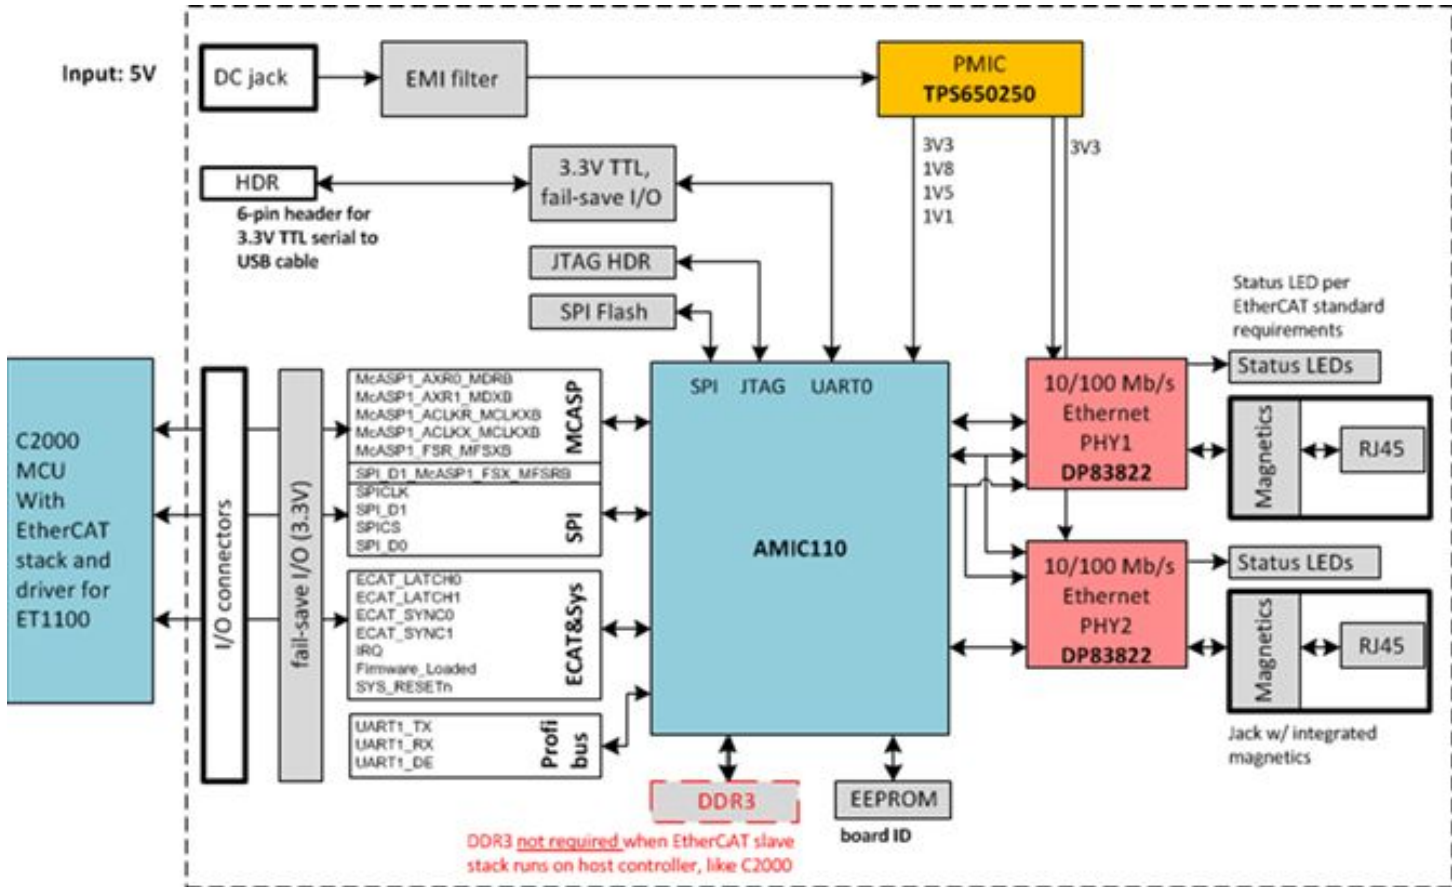 Input: 5V
DC jack
EMI filter
PMIC
TPS650250
3V3
1V8
1V5
1V1
3V3
HDR
6-pin header for
3.3V TTL serial to
USB cable
3.3V TTL,
fail-save I/O
JTAG HDR
SPI Flash
C2000
MCU
With
EtherCAT
stack and
driver for
ET1100
I/O connectors
fail-save I/O (3.3V)
McASP1_AXR0_MDRB
McASP1_AXR1_MDXB
McASP1_ACLKR_MCLKXB
McASP1_ACLKX_MCLKXB
McASP1_FSR_MFSXB
MCASP
SPI_D1_McASP1_FSX_MFSRB
SPICLK
SPI_D1
SPICS
SPI_D0
SPI
ECAT_LATCH0
ECAT_LATCH1
ECAT_SYNC0
ECAT_SYNC1
IRQ
Firmware_Loaded
SYS_RESETn
ECAT&Sys
UART1_TX
UART1_RX
UART1_DE
Profi
bus
SPI JTAG UART0
AMIC110
DDR3
DDR3 not required when EtherCAT slave
stack runs on host controller, like C2000
EEPROM
board ID
10/100 Mb/s
Ethernet
PHY1
DP83822
10/100 Mb/s
Ethernet
PHY2
DP83822
Status LED per
EtherCAT standard
requirements
Status LEDs
Magnetics
RJ45
Status LEDs
Magnetics
RJ45
Jack w/ integrated
magnetics